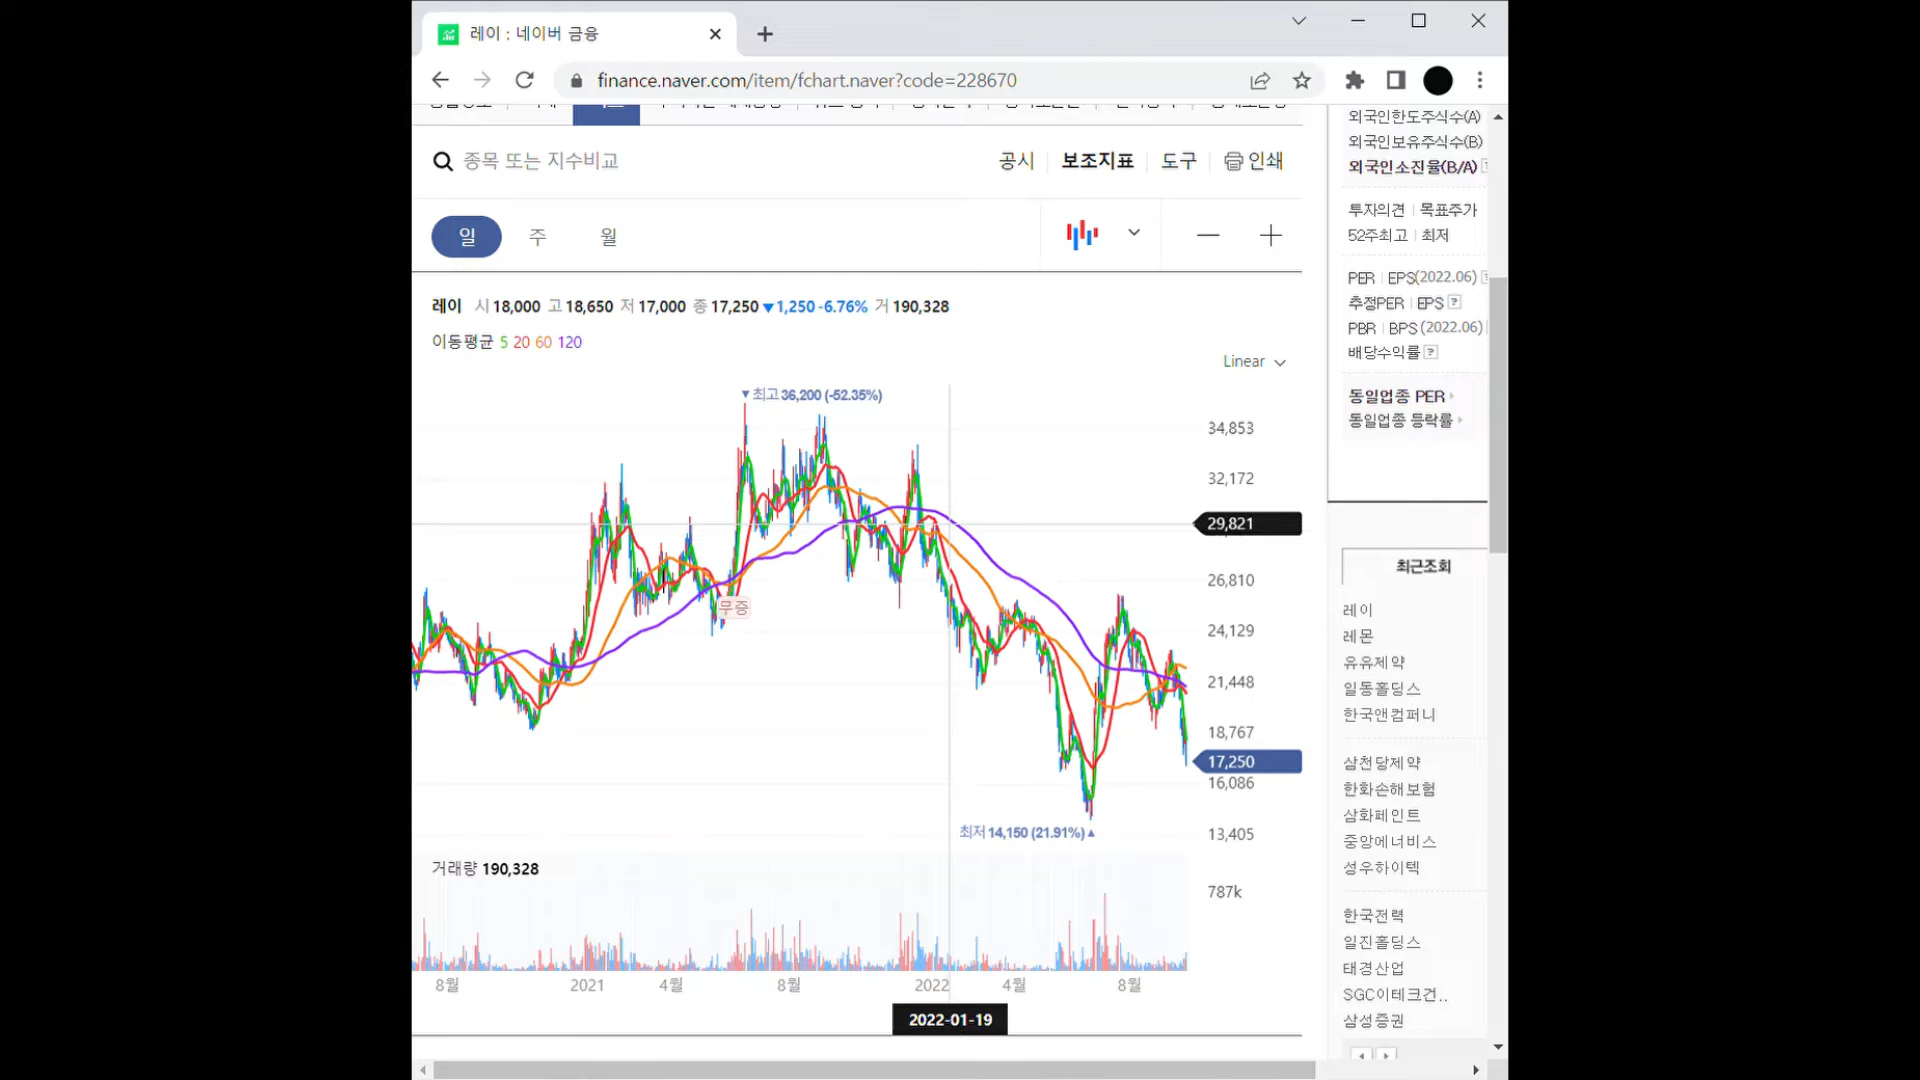 레이 : 네이버 금융
finance.naver.com/item/fchart.naver?code=228670
종목 또는 지수비교
공시 보조지표 도구 인쇄
일 주 월
레이 시 18,000 고 18,650 저 17,000 종 17,250 ▼1,250 -6.76% 거 190,328
이동평균 5 20 60 120
Linear
▼최고 36,200 (-52.35%)
34,853
32,172
29,821
26,810
24,129
21,448
18,767
17,250
16,086
13,405
무증
최저 14,150 (21.91%)▲
거래량 190,328
787k
8월 2021 4월 8월 2022 4월 8월
2022-01-19
외국인한도주식수(A)
외국인보유주식수(B)
외국인소진율(B/A) ?
투자의견 | 목표주가
52주최고 | 최저
PER | EPS(2022.06) ?
추정PER | EPS ?
PBR | BPS (2022.06)
배당수익률 ?
동일업종 PER
동일업종 등락률
최근조회
레이
레몬
유유제약
일동홀딩스
한국앤컴퍼니
삼천당제약
한화손해보험
삼화페인트
중앙에너비스
성우하이텍
한국전력
일진홀딩스
태경산업
SGC이테크건..
삼성증권